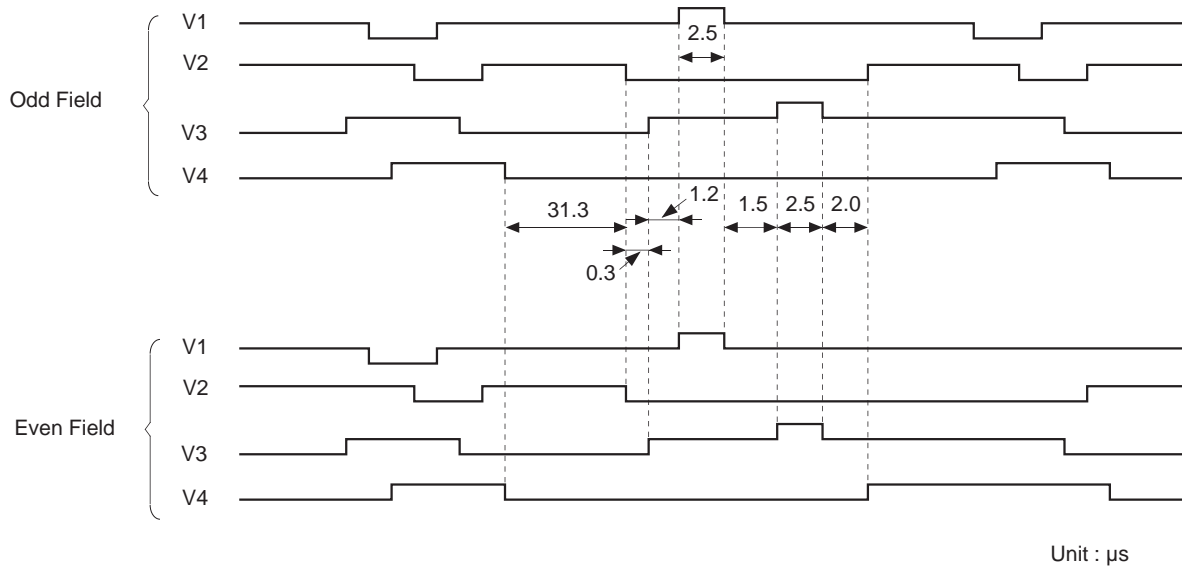 V1
2.5
V2
Odd Field
V3
V4
1.2
31.3
1.5
2.5
2.0
0.3
V1
V2
Even Field
V3
V4
Unit : µs